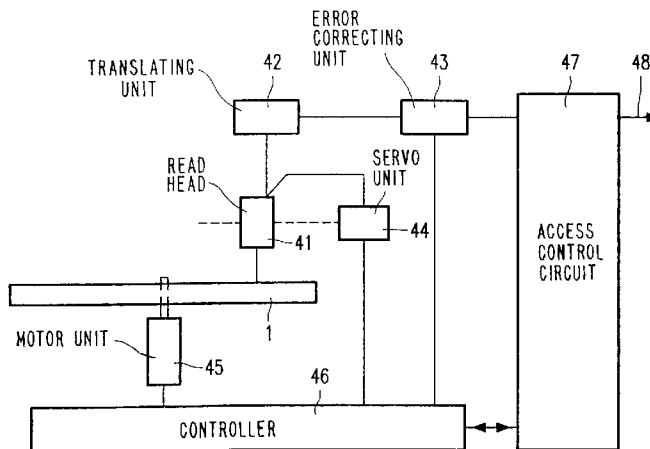 ERROR
CORRECTING
UNIT
42
43
47
48
TRANSLATING
UNIT
READ
HEAD
SERVO
UNIT
41
44
ACCESS
CONTROL
CIRCUIT
1
MOTOR UNIT
45
46
CONTROLLER